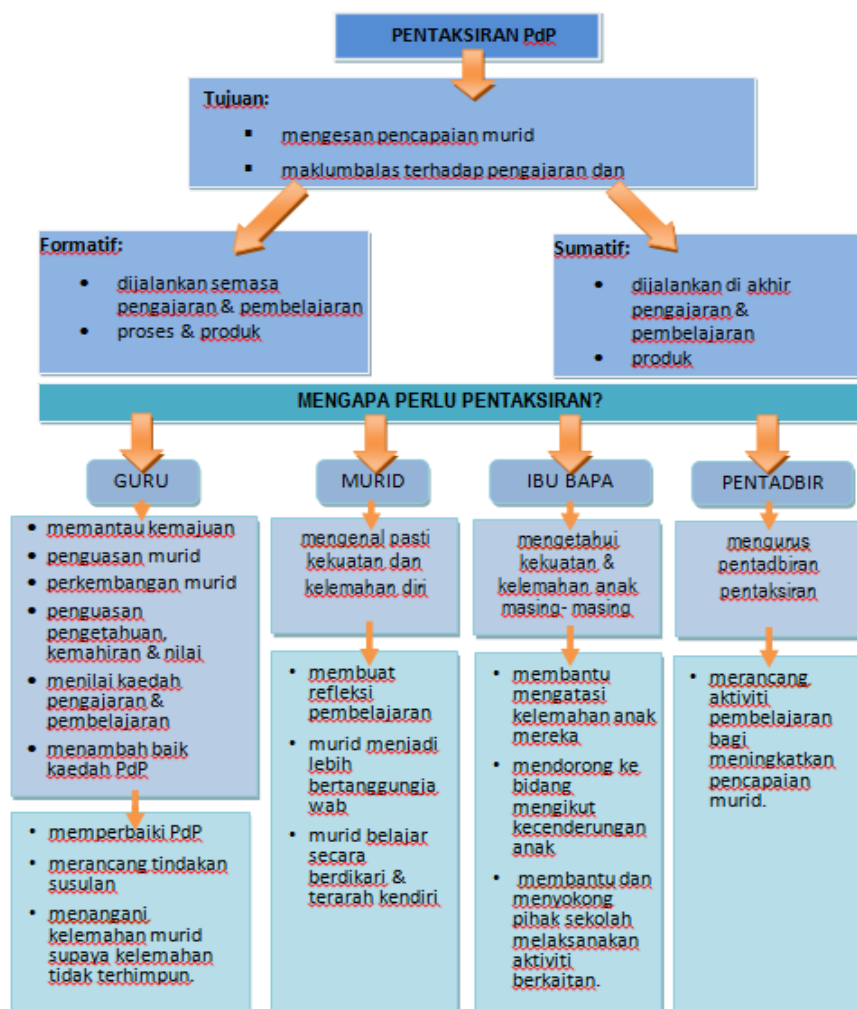 PENTAKSIRAN PdP
Tujuan:
▪ mengesan pencapaian murid
▪ maklumbalas terhadap pengajaran dan
Formatif:
• dijalankan semasa
pengajaran & pembelajaran
• proses & produk
Sumatif:
• dijalankan di akhir
pengajaran &
pembelajaran
• produk
MENGAPA PERLU PENTAKSIRAN?
GURU
• memantau kemajuan
• penguasan murid
• perkembangan murid
• penguasan
pengetahuan,
kemahiran & nilai
• menilai kaedah
pengajaran &
pembelajaran
• menambah baik
kaedah PdP
• memperbaiki PdP
• merancang tindakan
susulan
• menangani
kelemahan murid
supaya kelemahan
tidak terhimpun.
MURID
mengenal pasti
kekuatan dan
kelemahan diri
• membuat
refleksi
pembelajaran
• murid menjadi
lebih
bertanggungja
wab
• murid belajar
secara
berdikari &
terarah kendiri
IBU BAPA
mengetahui
kekuatan &
kelemahan anak
masing- masing
• membantu
mengatasi
kelemahan anak
mereka
• mendorong ke
bidang
mengikut
kecenderungan
anak
• membantu dan
menyokong
pihak sekolah
melaksanakan
aktiviti
berkaitan.
PENTADBIR
mengurus
pentadbiran
pentaksiran
• merancang
aktiviti
pembelajaran
bagi
meningkatkan
pencapaian
murid.